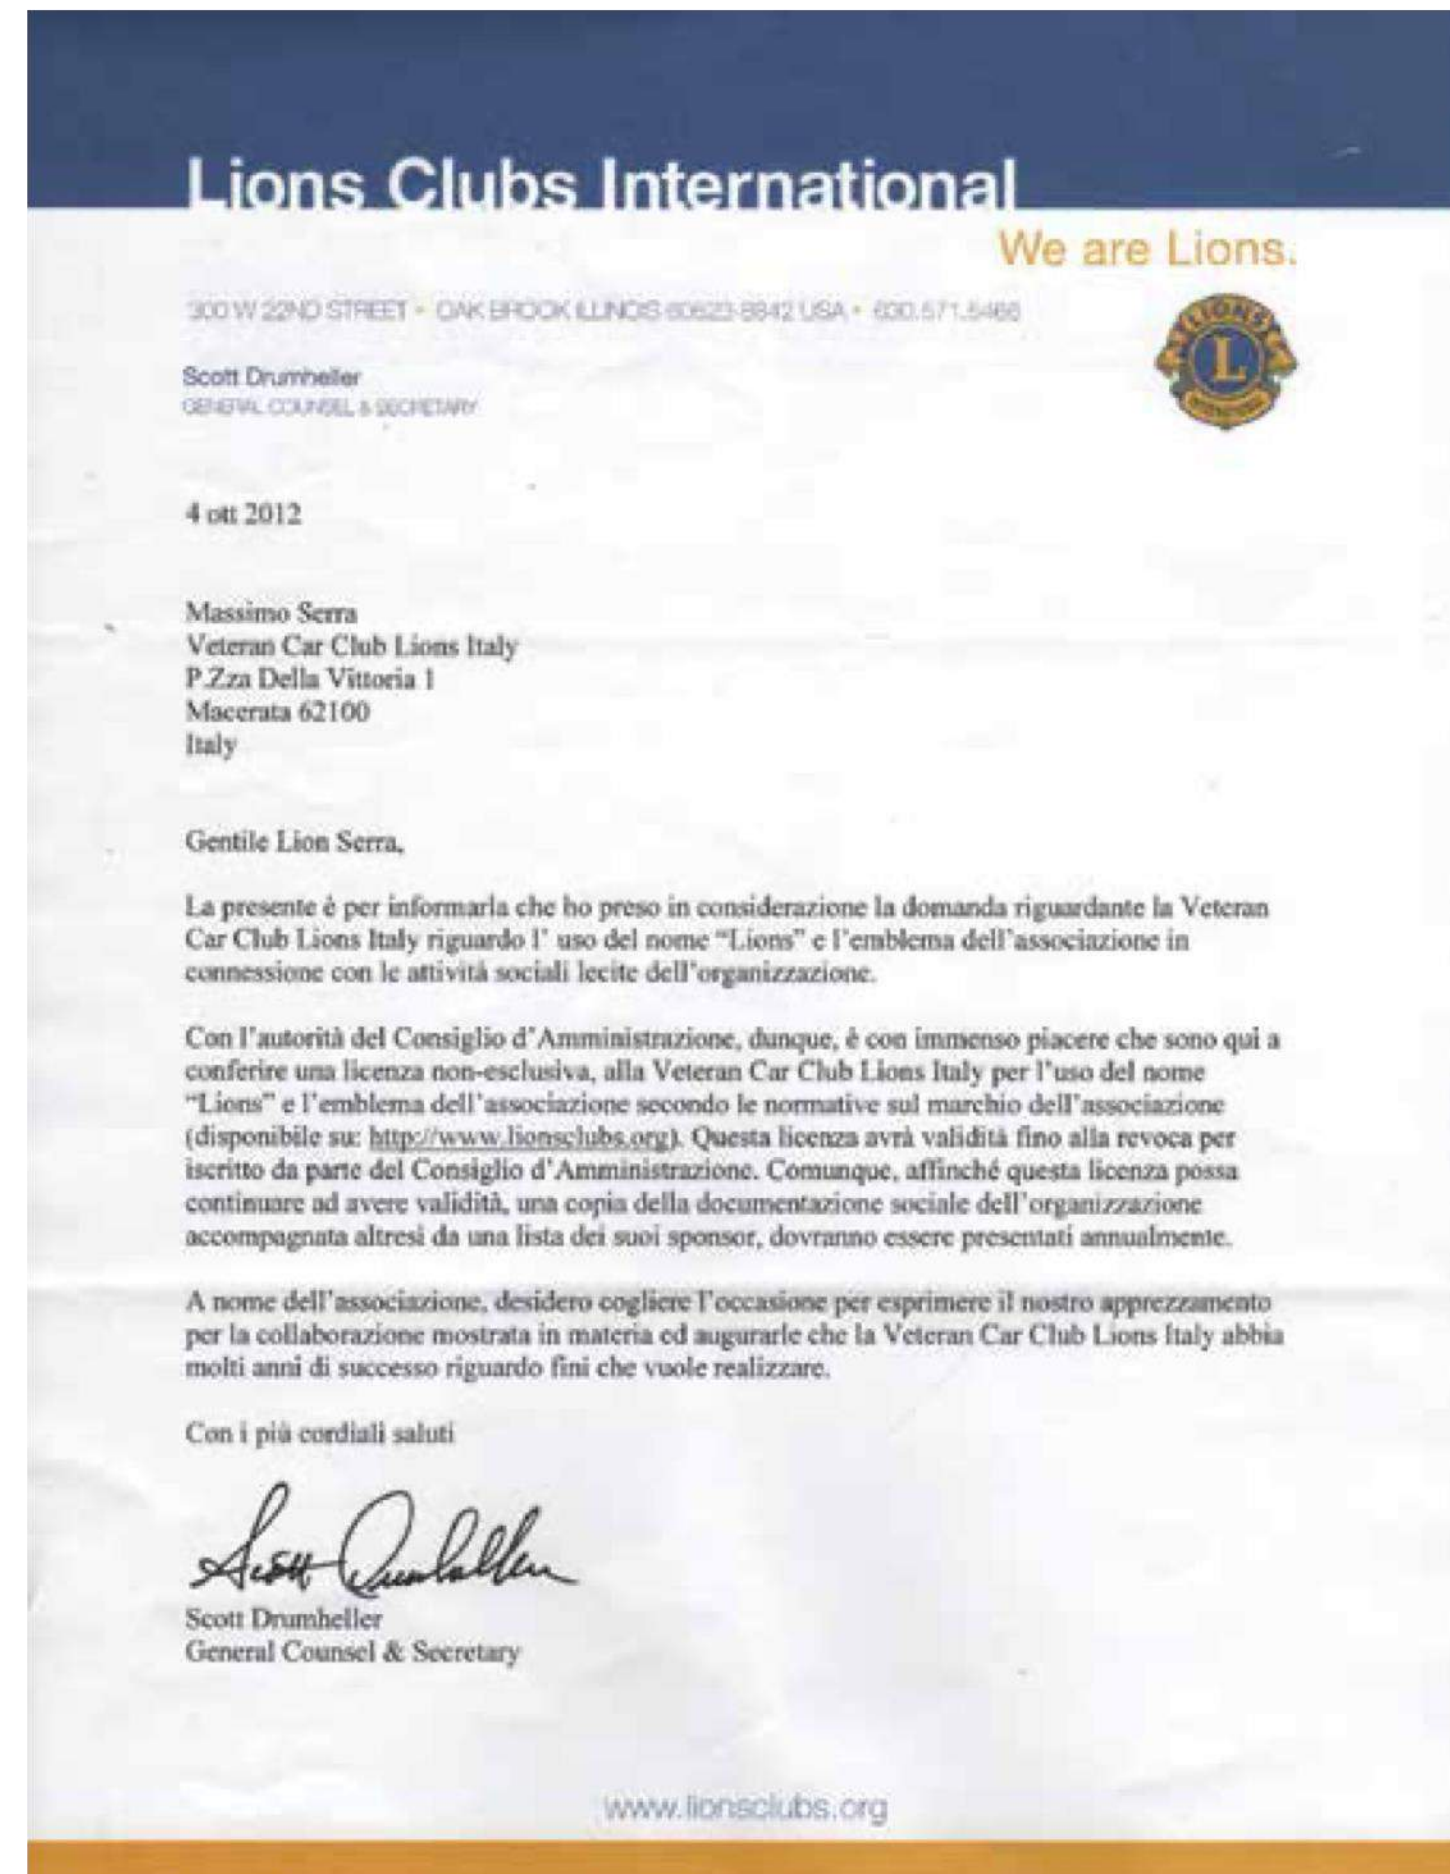 Lions Clubs International
We are Lions.
300 W 22ND STREET • OAK BROOK ILLINOIS 60523-8842 USA • 630.571.5466
LIONS
L
INTERNATIONAL
Scott Drumheller
GENERAL COUNSEL & SECRETARY
4 ott 2012
Massimo Serra
Veteran Car Club Lions Italy
P.Zza Della Vittoria 1
Macerata 62100
Italy
Gentile Lion Serra,
La presente è per informarla che ho preso in considerazione la domanda riguardante la Veteran
Car Club Lions Italy riguardo l' uso del nome “Lions” e l'emblema dell'associazione in
connessione con le attività sociali lecite dell'organizzazione.
Con l'autorità del Consiglio d'Amministrazione, dunque, è con immenso piacere che sono qui a
conferire una licenza non-esclusiva, alla Veteran Car Club Lions Italy per l'uso del nome
“Lions” e l'emblema dell'associazione secondo le normative sul marchio dell'associazione
(disponibile su: http://www.lionsclubs.org). Questa licenza avrà validità fino alla revoca per
iscritto da parte del Consiglio d'Amministrazione. Comunque, affinché questa licenza possa
continuare ad avere validità, una copia della documentazione sociale dell'organizzazione
accompagnata altresì da una lista dei suoi sponsor, dovranno essere presentati annualmente.
A nome dell'associazione, desidero cogliere l'occasione per esprimere il nostro apprezzamento
per la collaborazione mostrata in materia ed augurarle che la Veteran Car Club Lions Italy abbia
molti anni di successo riguardo fini che vuole realizzare.
Con i più cordiali saluti
Scott Drumheller
Scott Drumheller
General Counsel & Secretary
www.lionsclubs.org